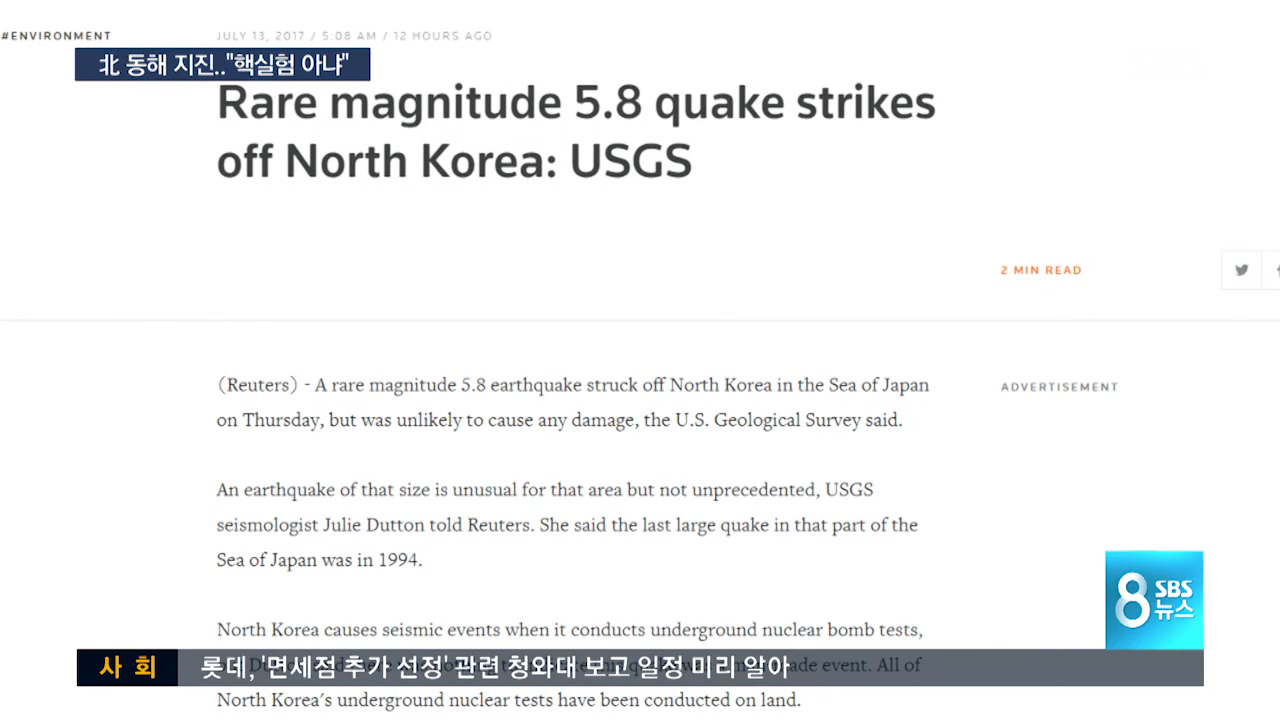 #ENVIRONMENT
JULY 13, 2017 / 5:08 AM / 12 HOURS AGO
北 동해 지진.."핵실험 아냐"
Rare magnitude 5.8 quake strikes
off North Korea: USGS
2 MIN READ
(Reuters) - A rare magnitude 5.8 earthquake struck off North Korea in the Sea of Japan
on Thursday, but was unlikely to cause any damage, the U.S. Geological Survey said.
ADVERTISEMENT
An earthquake of that size is unusual for that area but not unprecedented, USGS
seismologist Julie Dutton told Reuters. She said the last large quake in that part of the
Sea of Japan was in 1994.
8 SBS
뉴스
North Korea causes seismic events when it conducts underground nuclear bomb tests,
사 회 롯데, '면세점 추가 선정' 관련 청와대 보고 일정 미리 알아
event. All of
North Korea's underground nuclear tests have been conducted on land.